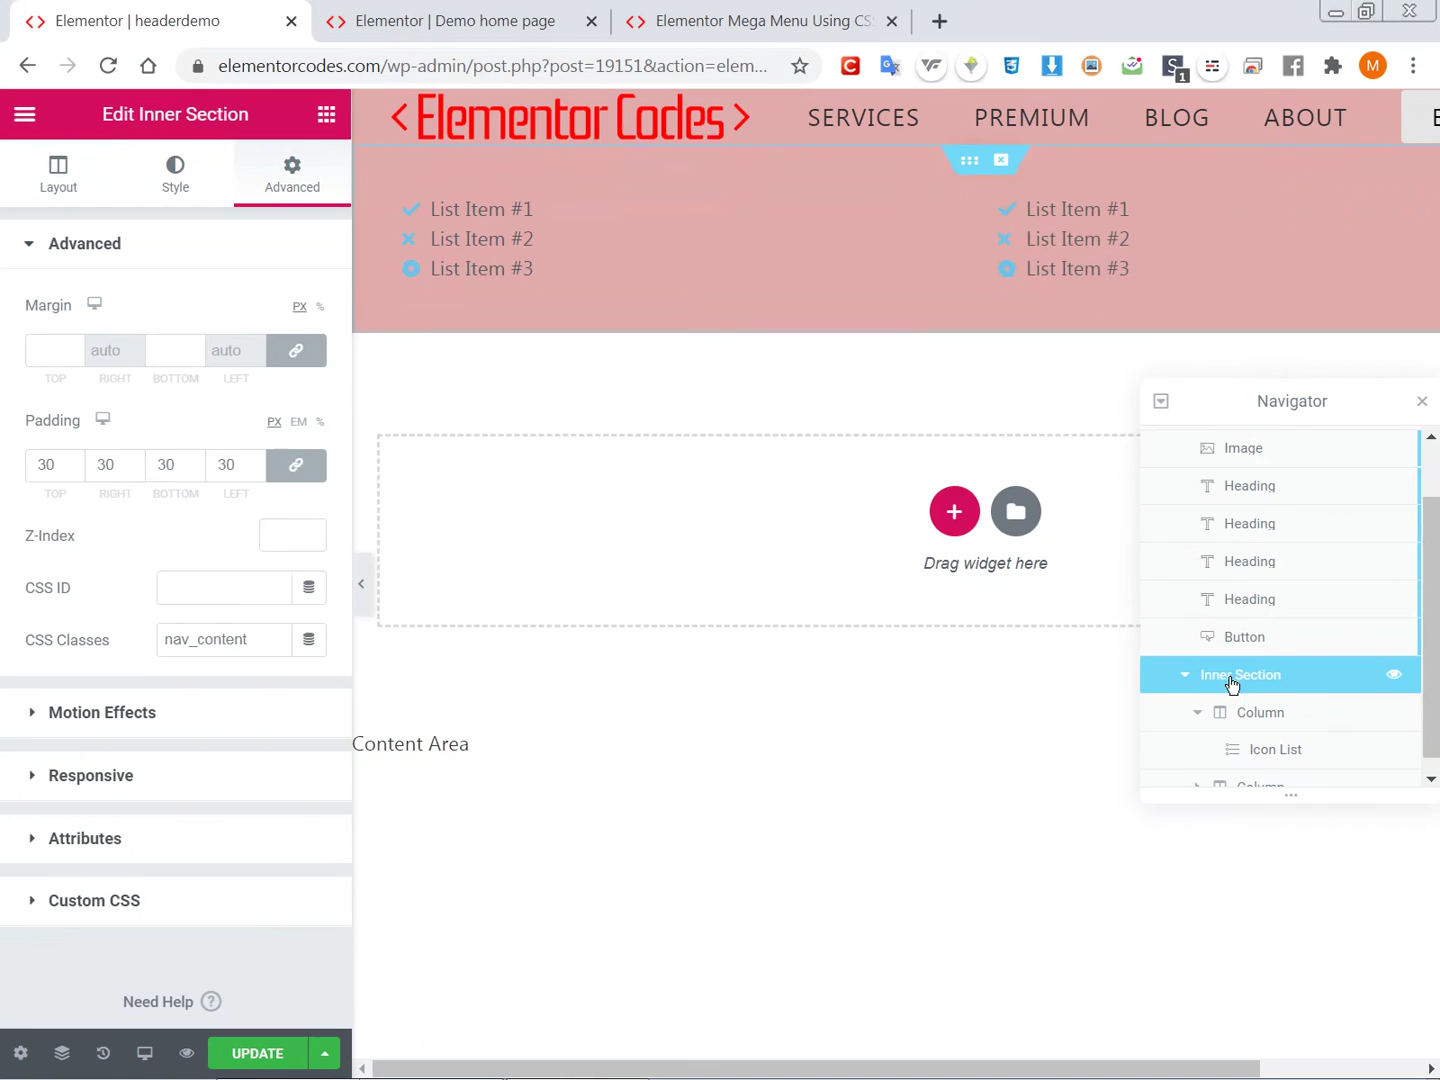 Elementor | headerdemo
Elementor | Demo home page
Elementor Mega Menu Using CS
elementorcodes.com/wp-admin/post.php?post=19151&action=elem...
1
M
Edit Inner Section
Layout
Style
Advanced
Advanced
Margin
PX %
auto auto
TOP RIGHT BOTTOM LEFT
Padding
PX EM %
30 30 30 30
TOP RIGHT BOTTOM LEFT
Z-Index
CSS ID
CSS Classes nav_content
Motion Effects
Responsive
Attributes
Custom CSS
Need Help ?
UPDATE
<Elementor Codes>
SERVICES PREMIUM BLOG ABOUT
List Item #1
List Item #2
List Item #3
List Item #1
List Item #2
List Item #3
Drag widget here
Content Area
Navigator
Image
Heading
Heading
Heading
Heading
Button
Inner Section
Column
Icon List
Column